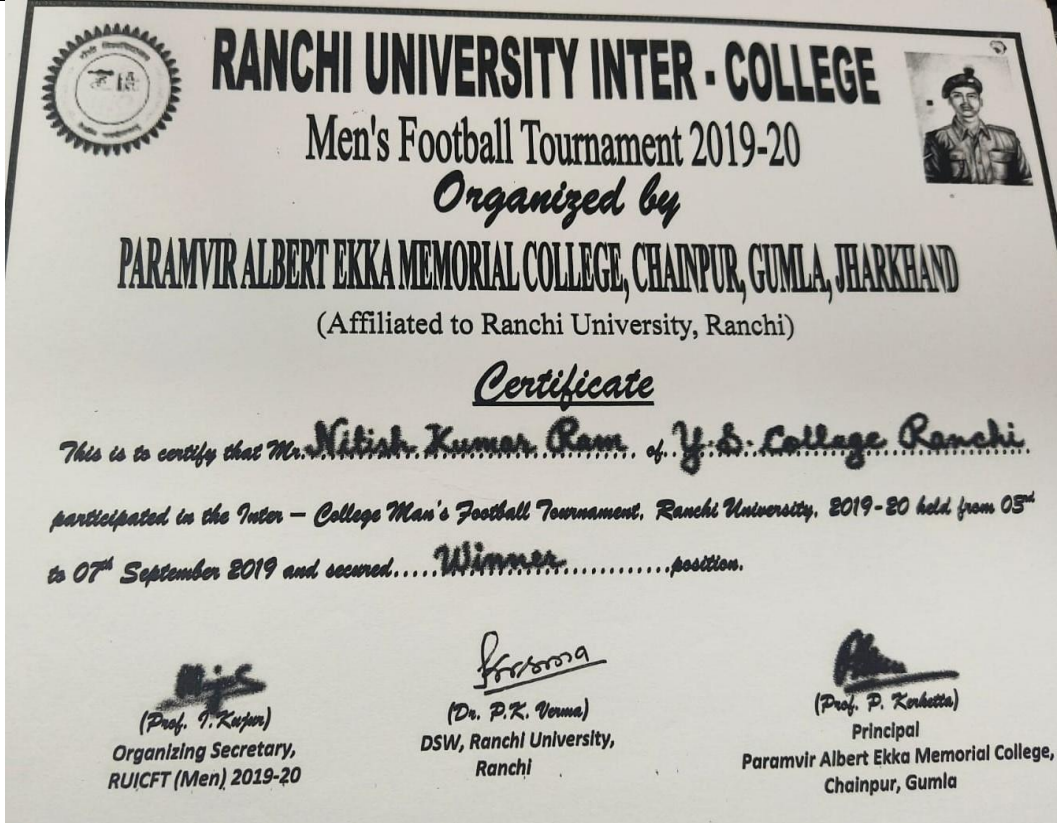 RANCHI UNIVERSITY INTER - COLLEGE
Men's Football Tournament 2019-20
Organized by
PARAMVIR ALBERT EKKA MEMORIAL COLLEGE, CHAINPUR, GUMLA, JHARKHAND
(Affiliated to Ranchi University, Ranchi)
Certificate
This is to certify that Mr. Nitish Kumar Ram of Y.S. College Ranchi
participated in the Inter – College Man's Football Tournament, Ranchi University, 2019-20 held from 03rd
to 07th September 2019 and secured.....Winner.............position.
(Prof. I. Kujur)
Organizing Secretary,
RUICFT (Men) 2019-20
(Dr. P.K. Verma)
DSW, Ranchi University,
Ranchi
(Prof. P. Kerketta)
Principal
Paramvir Albert Ekka Memorial College,
Chainpur, Gumla